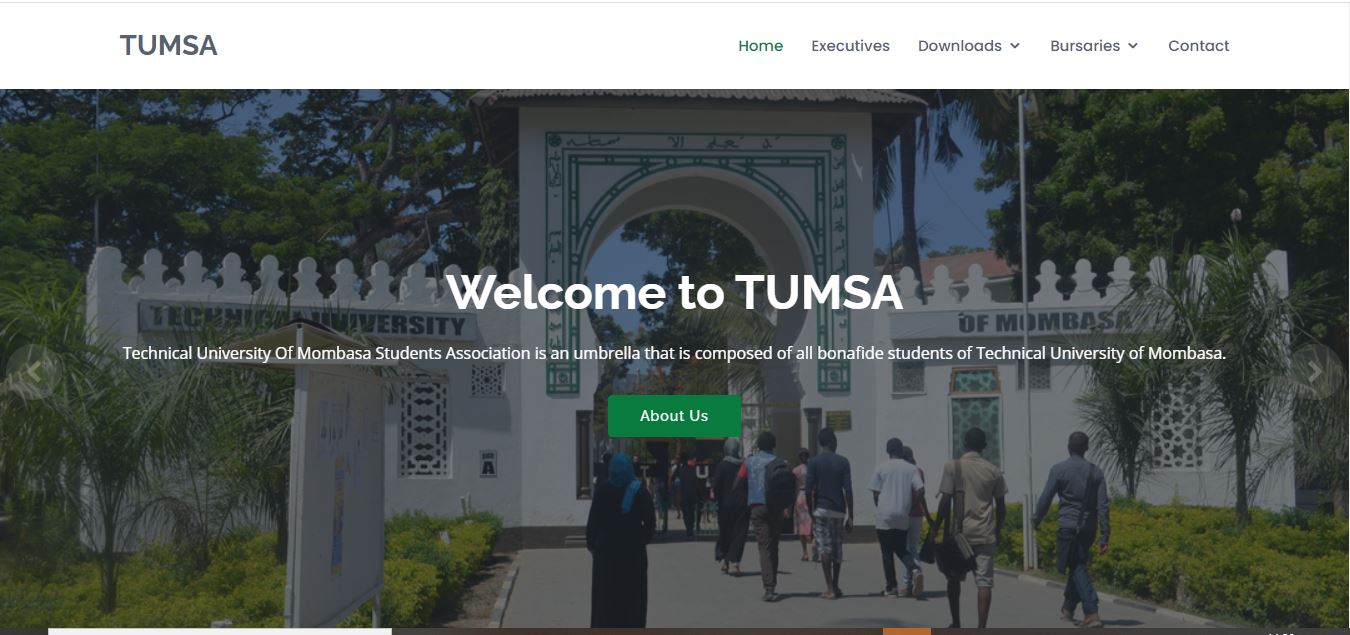 TUMSA
Home Executives Downloads Bursaries Contact
TECHNICAL UNIVERSITY
OF MOMBASA
Welcome to TUMSA
Technical University Of Mombasa Students Association is an umbrella that is composed of all bonafide students of Technical University of Mombasa.
About Us
A
T U